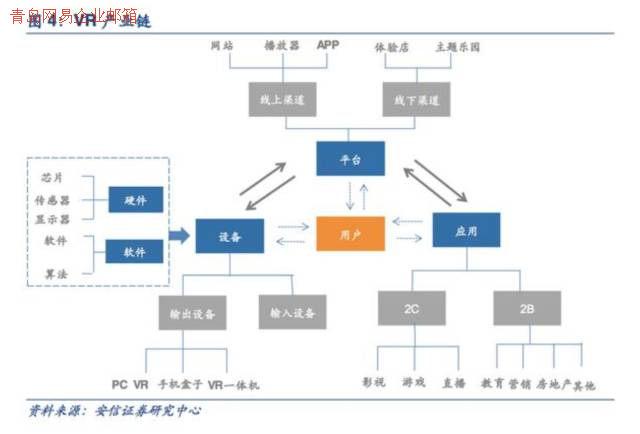 青岛网易企业邮箱
图4：VR产业链
网站 播放器 APP 体验店 主题乐园
线上渠道 线下渠道
平台
芯片
传感器 硬件
显示器
软件 软件
算法
设备 用户 应用
输出设备 输入设备 2C 2B
PC VR 手机盒子 VR一体机 影视 游戏 直播 教育 营销 房地产 其他
资料来源：安信证券研究中心